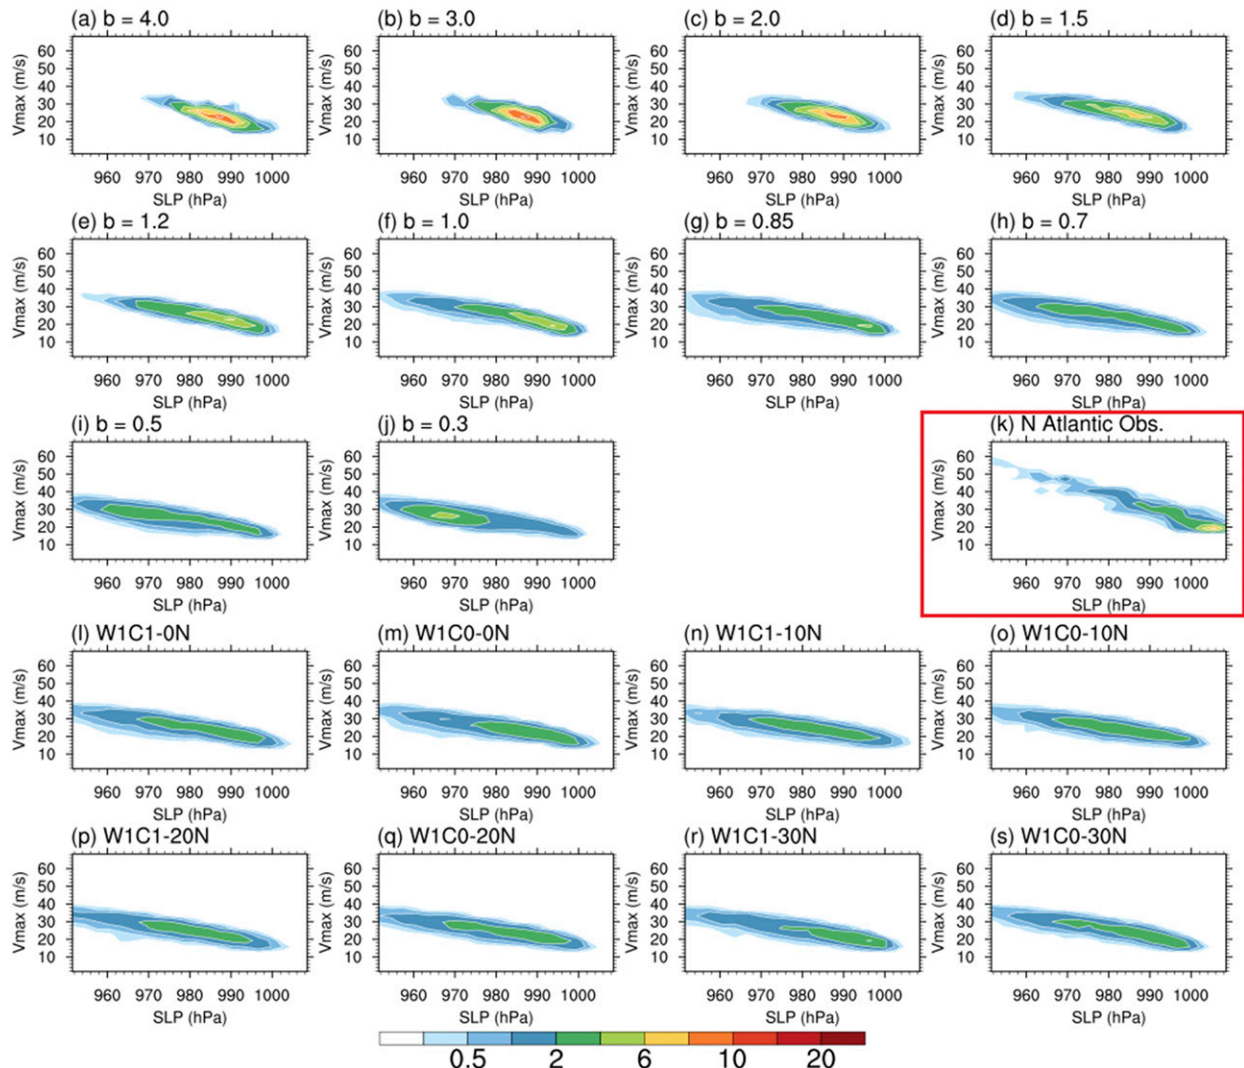 (a) b = 4.0 (b) b = 3.0 (c) b = 2.0 (d) b = 1.5
Vmax (m/s) 60 50 40 30 20 10 Vmax (m/s) 60 50 40 30 20 10 Vmax (m/s) 60 50 40 30 20 10 Vmax (m/s) 60 50 40 30 20 10
960 970 980 990 1000 960 970 980 990 1000 960 970 980 990 1000 960 970 980 990 1000
SLP (hPa) SLP (hPa) SLP (hPa) SLP (hPa)
(e) b = 1.2 (f) b = 1.0 (g) b = 0.85 (h) b = 0.7
Vmax (m/s) 60 50 40 30 20 10 Vmax (m/s) 60 50 40 30 20 10 Vmax (m/s) 60 50 40 30 20 10 Vmax (m/s) 60 50 40 30 20 10
960 970 980 990 1000 960 970 980 990 1000 960 970 980 990 1000 960 970 980 990 1000
SLP (hPa) SLP (hPa) SLP (hPa) SLP (hPa)
(i) b = 0.5 (j) b = 0.3 (k) N Atlantic Obs.
Vmax (m/s) 60 50 40 30 20 10 Vmax (m/s) 60 50 40 30 20 10 Vmax (m/s) 60 50 40 30 20 10
960 970 980 990 1000 960 970 980 990 1000 960 970 980 990 1000
SLP (hPa) SLP (hPa) SLP (hPa)
(l) W1C1-0N (m) W1C0-0N (n) W1C1-10N (o) W1C0-10N
Vmax (m/s) 60 50 40 30 20 10 Vmax (m/s) 60 50 40 30 20 10 Vmax (m/s) 60 50 40 30 20 10 Vmax (m/s) 60 50 40 30 20 10
960 970 980 990 1000 960 970 980 990 1000 960 970 980 990 1000 960 970 980 990 1000
SLP (hPa) SLP (hPa) SLP (hPa) SLP (hPa)
(p) W1C1-20N (q) W1C0-20N (r) W1C1-30N (s) W1C0-30N
Vmax (m/s) 60 50 40 30 20 10 Vmax (m/s) 60 50 40 30 20 10 Vmax (m/s) 60 50 40 30 20 10 Vmax (m/s) 60 50 40 30 20 10
960 970 980 990 1000 960 970 980 990 1000 960 970 980 990 1000 960 970 980 990 1000
SLP (hPa) SLP (hPa) SLP (hPa) SLP (hPa)
0.5 2 6 10 20